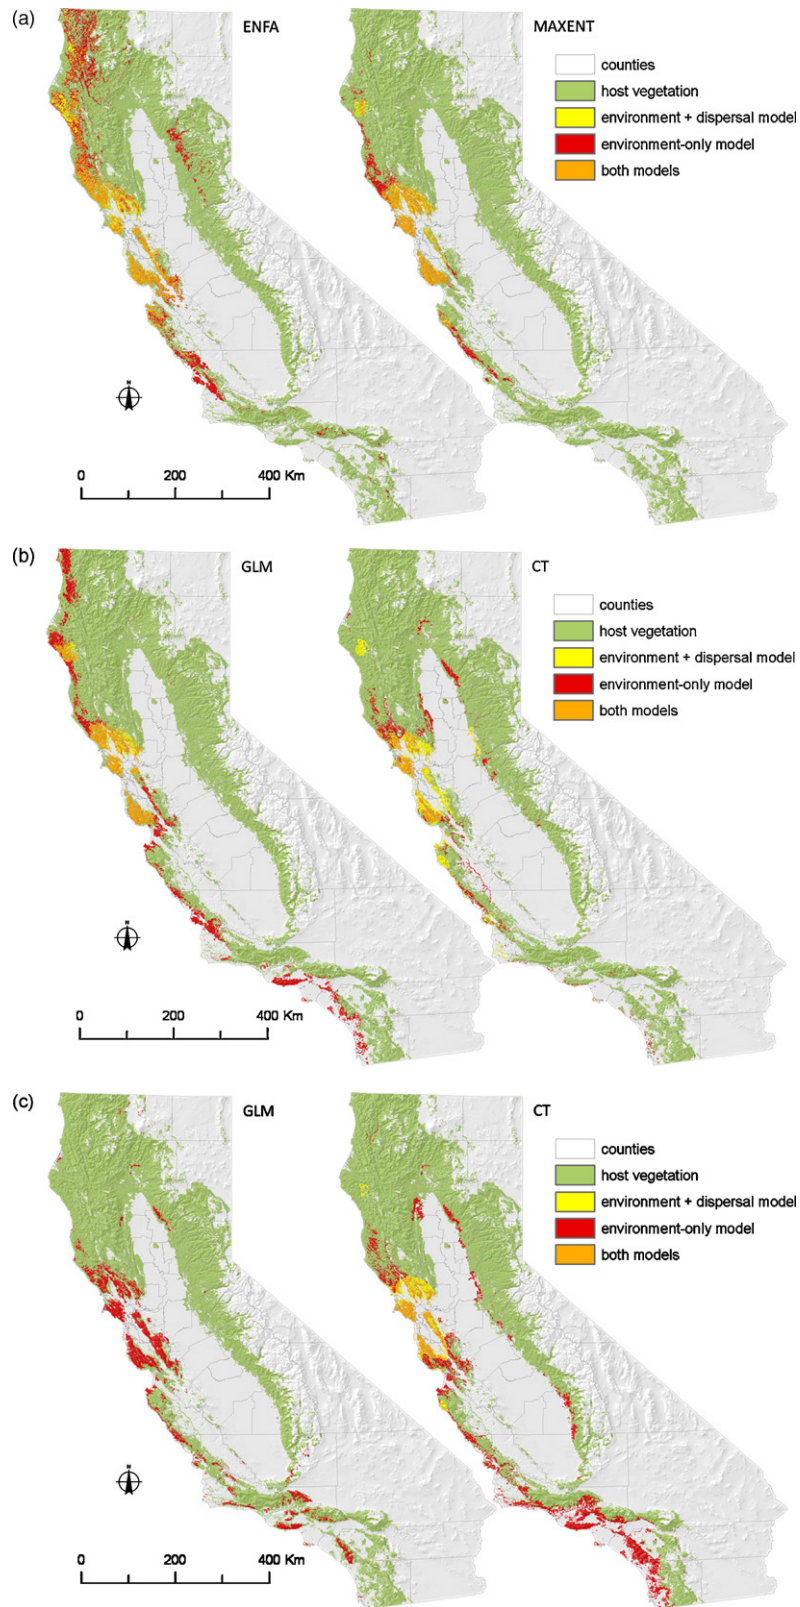 (a)
ENFA
MAXENT
counties
host vegetation
environment + dispersal model
environment-only model
both models
N
0 200 400 Km
(b)
GLM
CT
counties
host vegetation
environment + dispersal model
environment-only model
both models
N
0 200 400 Km
(c)
GLM
CT
counties
host vegetation
environment + dispersal model
environment-only model
both models
N
0 200 400 Km